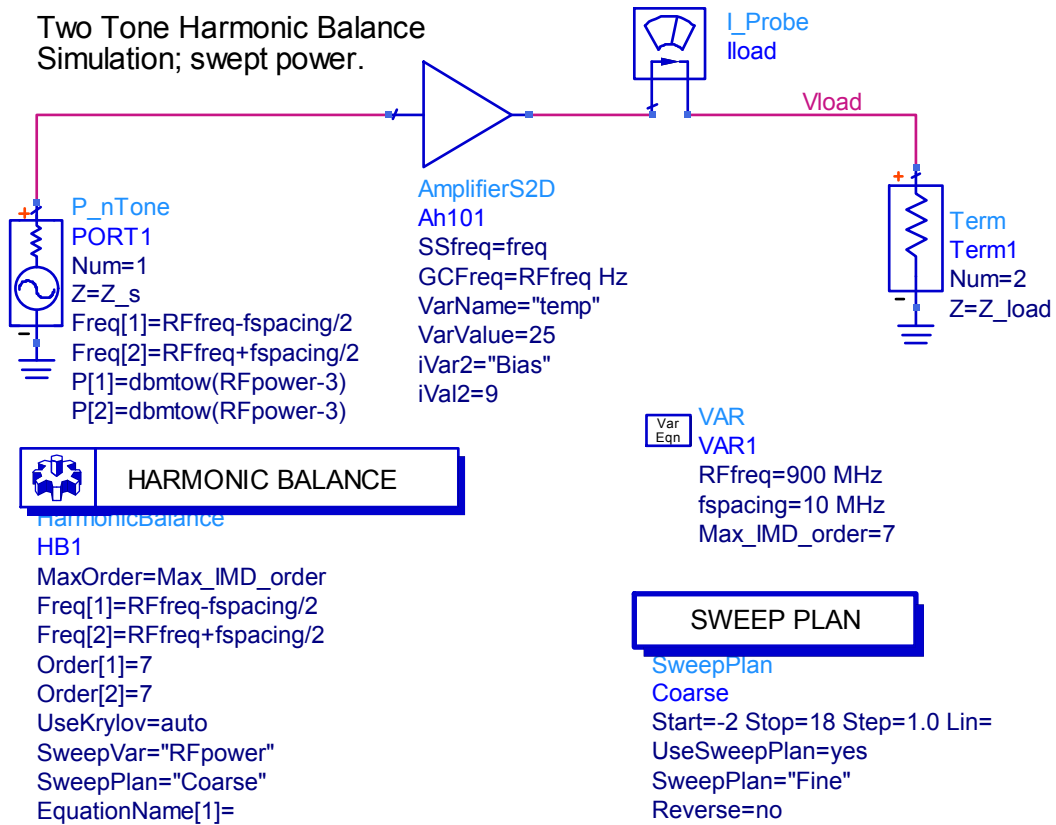 Two Tone Harmonic Balance
Simulation; swept power.
I_Probe
Iload
Vload
P_nTone
PORT1
Num=1
Z=Z_s
Freq[1]=RFfreq-fspacing/2
Freq[2]=RFfreq+fspacing/2
P[1]=dbmtow(RFpower-3)
P[2]=dbmtow(RFpower-3)
AmplifierS2D
Ah101
SSfreq=freq
GCFreq=RFfreq Hz
VarName="temp"
VarValue=25
iVar2="Bias"
iVal2=9
Term
Term1
Num=2
Z=Z_load
Var
Eqn
VAR
VAR1
RFfreq=900 MHz
fspacing=10 MHz
Max_IMD_order=7
HARMONIC BALANCE
HarmonicBalance
HB1
MaxOrder=Max_IMD_order
Freq[1]=RFfreq-fspacing/2
Freq[2]=RFfreq+fspacing/2
Order[1]=7
Order[2]=7
UseKrylov=auto
SweepVar="RFpower"
SweepPlan="Coarse"
EquationName[1]=
SWEEP PLAN
SweepPlan
Coarse
Start=-2 Stop=18 Step=1.0 Lin=
UseSweepPlan=yes
SweepPlan="Fine"
Reverse=no